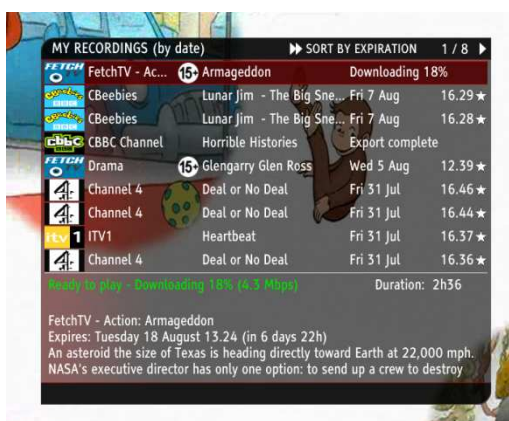 MY RECORDINGS (by date) SORT BY EXPIRATION 1 / 8
FETCH TV FetchTV - Ac... 15+ Armageddon Downloading 18%
CBeebies Lunar Jim - The Big Sne... Fri 7 Aug 16.29
CBeebies Lunar Jim - The Big Sne... Fri 7 Aug 16.28
cbbc CBBC Channel Horrible Histories Export complete
FETCH TV Drama 15+ Glengarry Glen Ross Wed 5 Aug 12.39
4 Channel 4 Deal or No Deal Fri 31 Jul 16.46
4 Channel 4 Deal or No Deal Fri 31 Jul 16.44
itv 1 ITV1 Heartbeat Fri 31 Jul 16.37
4 Channel 4 Deal or No Deal Fri 31 Jul 16.36
Ready to play - Downloading 18% (4.3 Mbps) Duration: 2h36
FetchTV - Action: Armageddon
Expires: Tuesday 18 August 13.24 (in 6 days 22h)
An asteroid the size of Texas is heading directly toward Earth at 22,000 mph.
NASA's executive director has only one option: to send up a crew to destroy